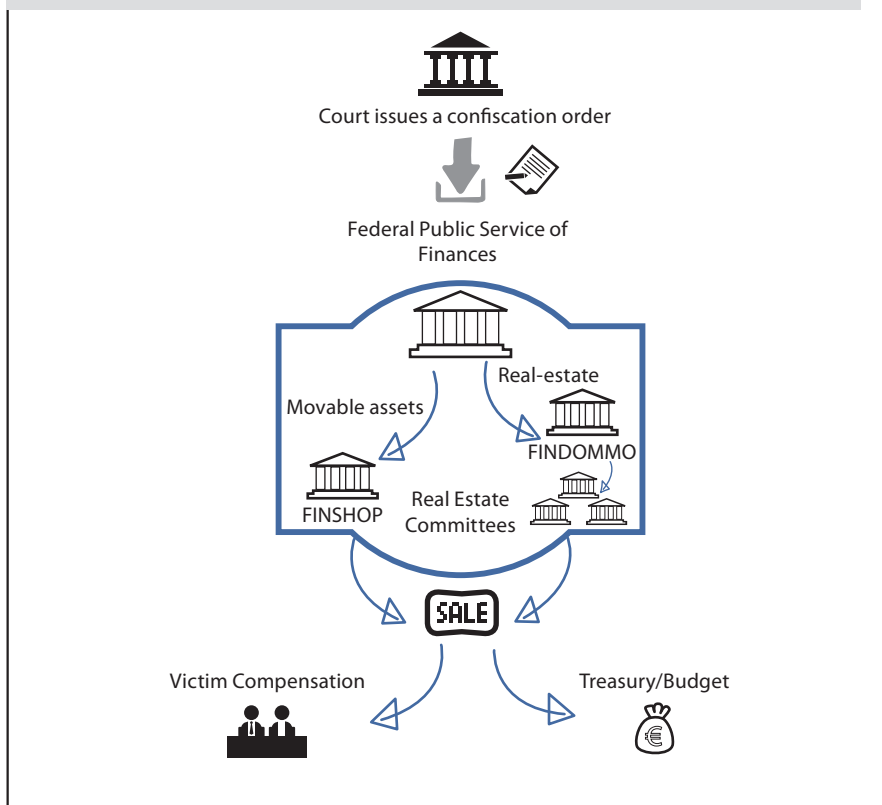 Court issues a confiscation order
Federal Public Service of
Finances
Real-estate
Movable assets
FINDOMMO
FINSHOP
Real Estate
Committees
SALE
Victim Compensation
Treasury/Budget
€